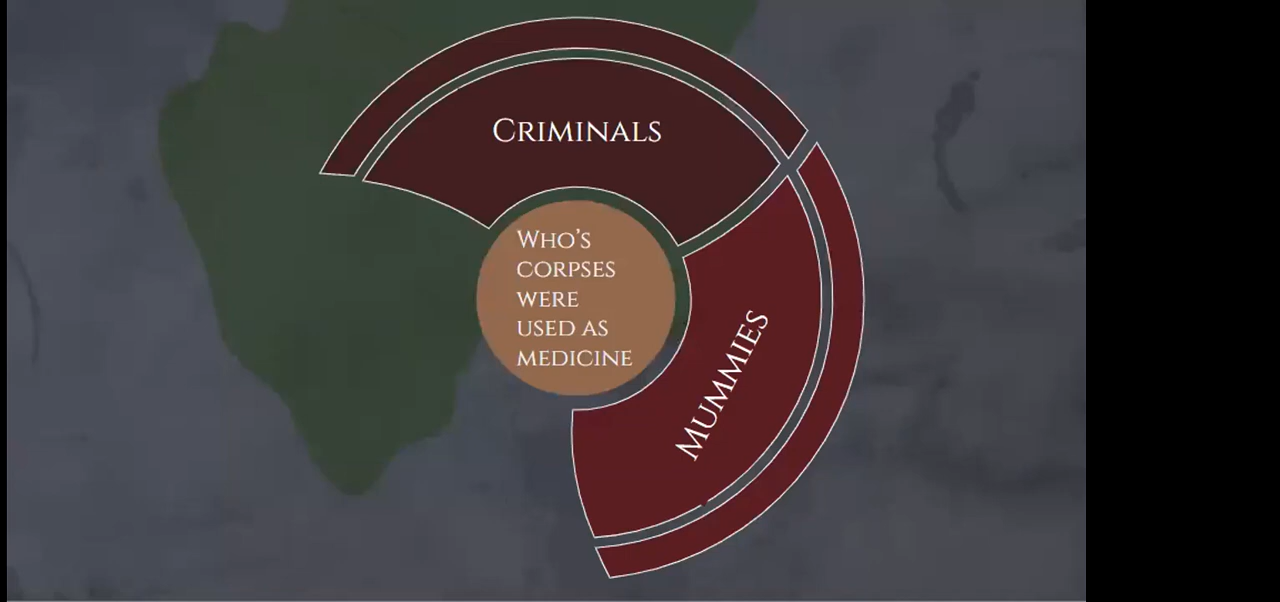 Criminals
Who's
corpses
were
used as
medicine
Mummies